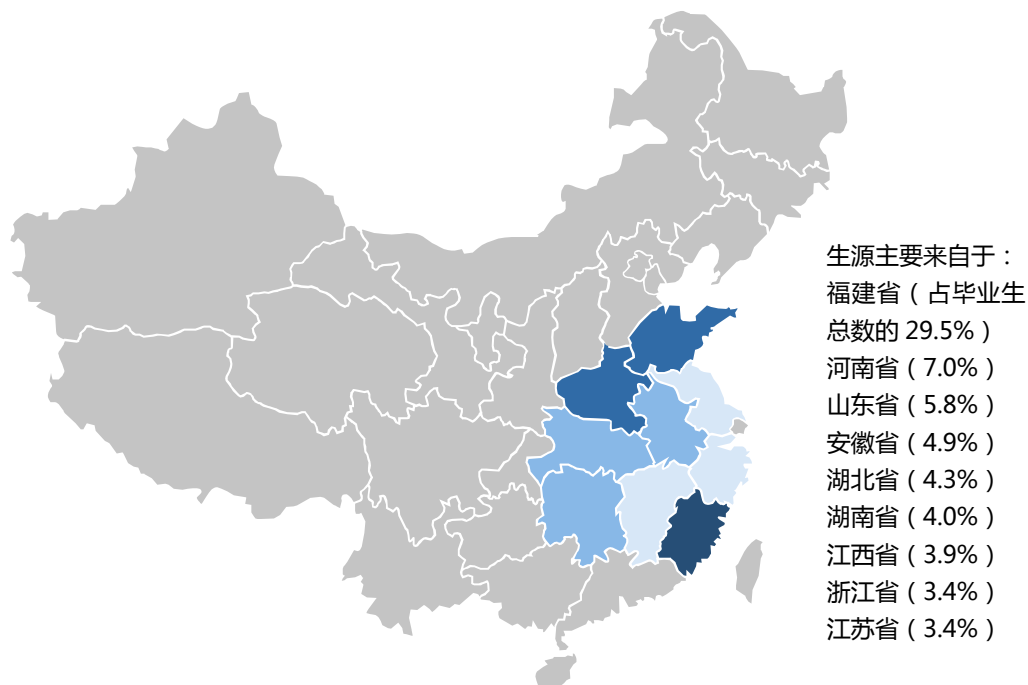 生源主要来自于：
福建省（占毕业生
总数的 29.5%）
河南省（7.0%）
山东省（5.8%）
安徽省（4.9%）
湖北省（4.3%）
湖南省（4.0%）
江西省（3.9%）
浙江省（3.4%）
江苏省（3.4%）